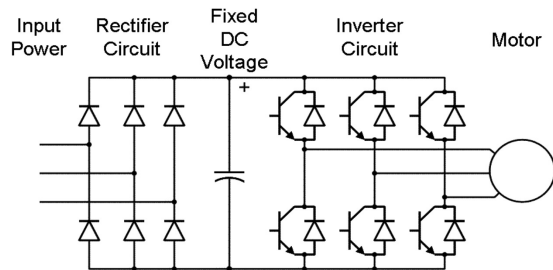 Input
Power
Rectifier
Circuit
Fixed
DC
Voltage
+
Inverter
Circuit
Motor